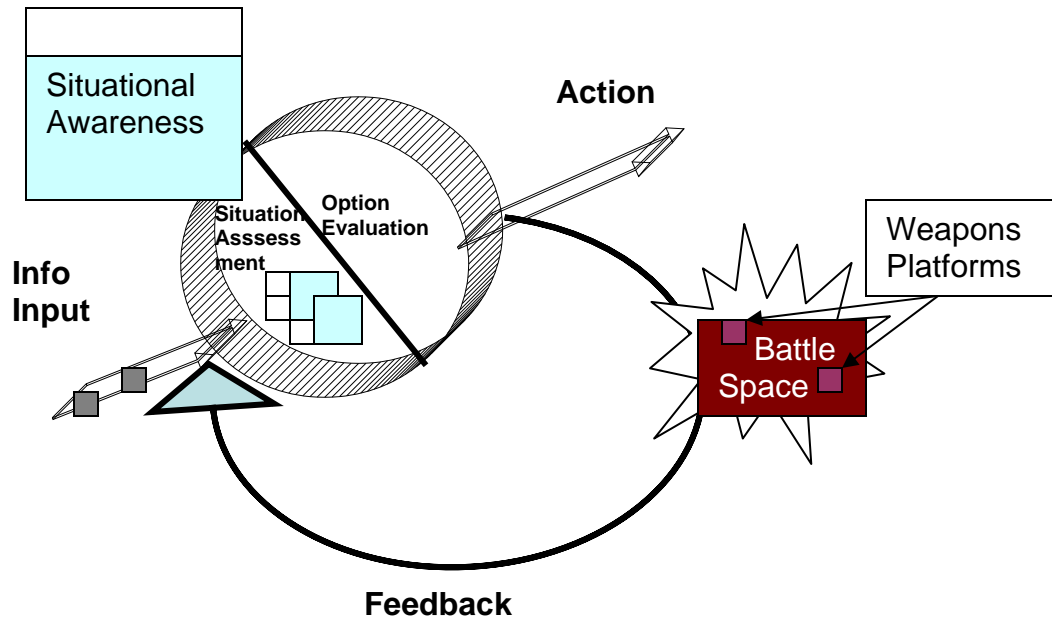 Situational
Awareness
Action
Option
Evaluation
Situation
Asssess
ment
Weapons
Platforms
Info
Input
Battle
Space
Feedback